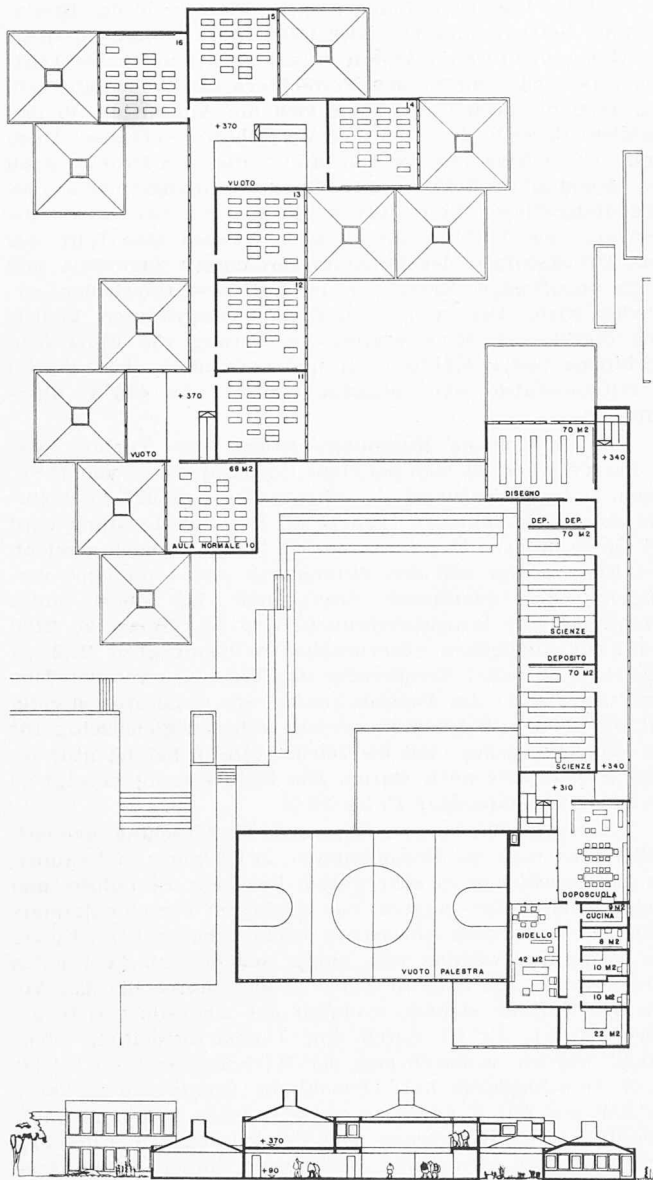 15
16
+370
14
VUOTO
13
12
11
+370
VUOTO
68 M2
AULA NORMALE 10
70 M2
+340
DISEGNO
DEP.
DEP.
70 M2
SCIENZE
DEPOSITO
70 M2
SCIENZE
+340
+310
DOPOSCUOLA
9 M2
CUCINA
BIDELLO
8 M2
42 M2
10 M2
10 M2
VUOTO PALESTRA
22 M2
+370
+90